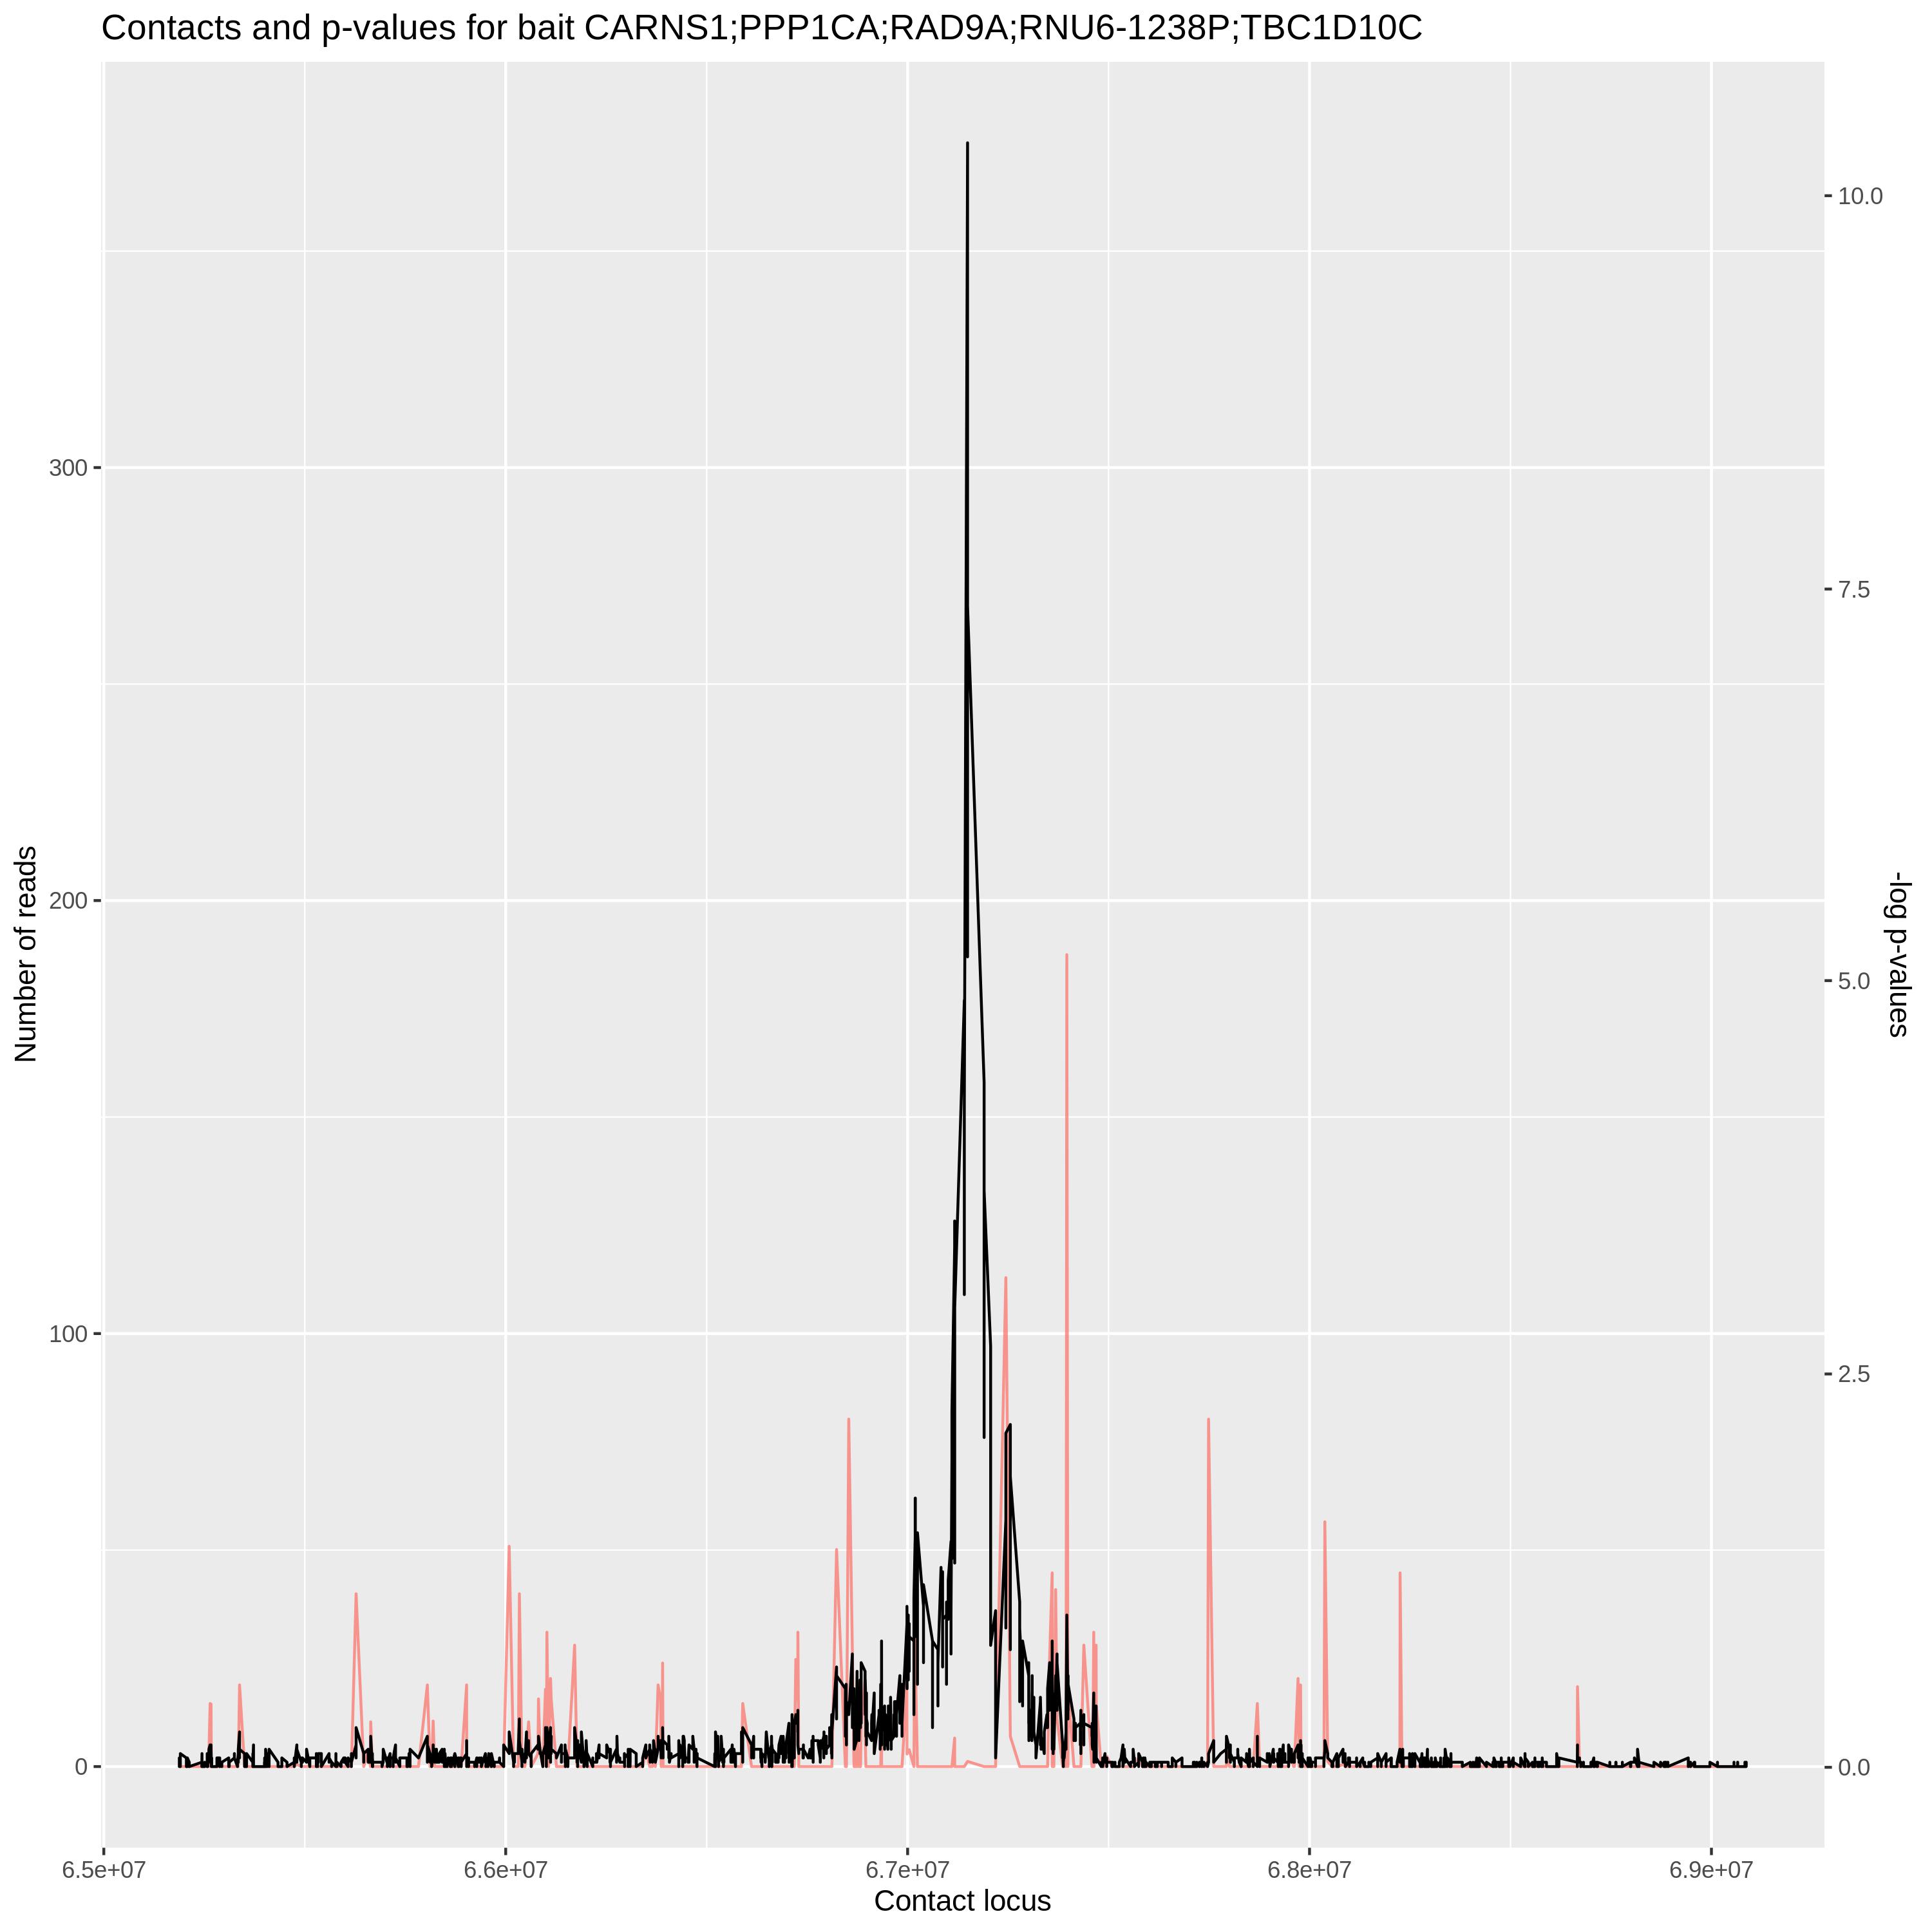 Contacts and p-values for bait CARNS1;PPP1CA;RAD9A;RNU6-1238P;TBC1D10C
Number of reads
300
200
100
0
10.0
7.5
5.0
2.5
0.0
-log p-values
6.5e+07 6.6e+07 6.7e+07 6.8e+07 6.9e+07
Contact locus